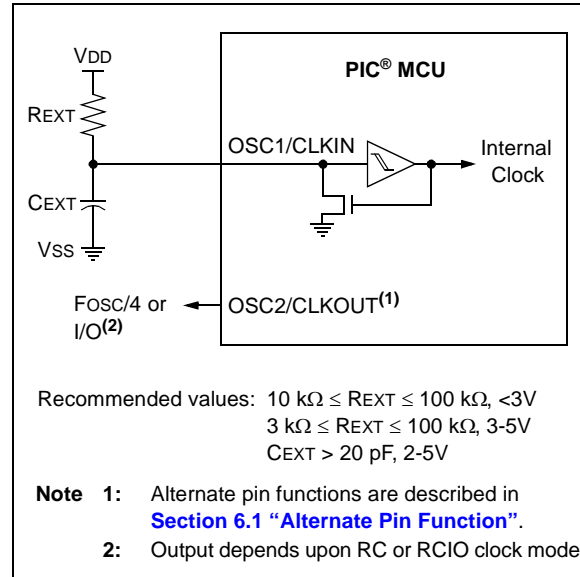 VDD
PIC® MCU
REXT
OSC1/CLKIN
Internal
Clock
CEXT
VSS
FOSC/4 or
I/O(2)
OSC2/CLKOUT(1)
Recommended values: 10 kΩ ≤ REXT ≤ 100 kΩ, <3V
3 kΩ ≤ REXT ≤ 100 kΩ, 3-5V
CEXT > 20 pF, 2-5V
Note 1: Alternate pin functions are described in
Section 6.1 “Alternate Pin Function”.
2: Output depends upon RC or RCIO clock mode